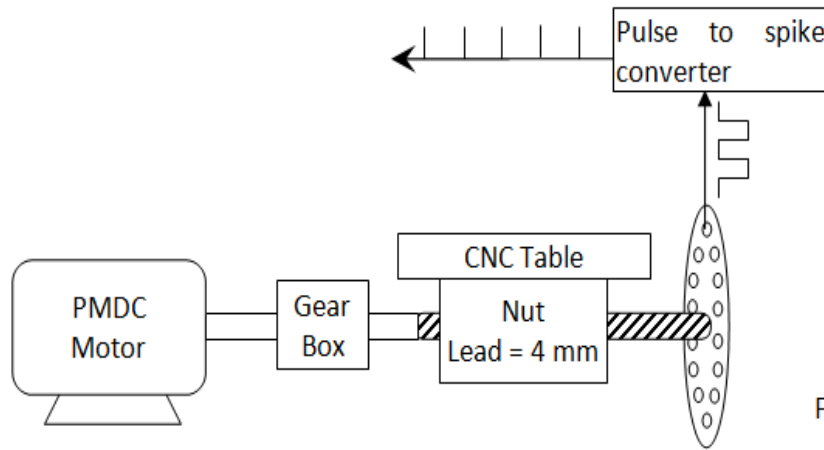 Pulse to spike
converter
CNC Table
PMDC
Motor
Gear
Box
Nut
Lead = 4 mm
P